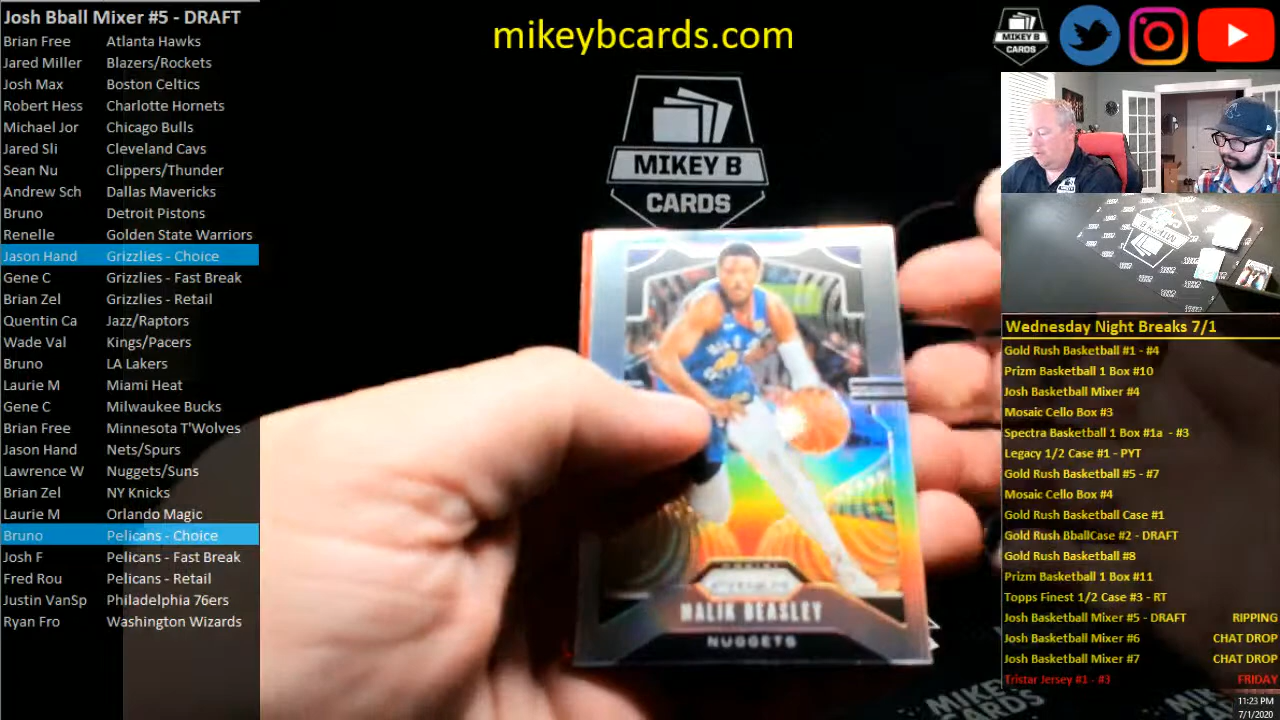 Josh Bball Mixer #5 - DRAFT
Brian Free Atlanta Hawks
Jared Miller Blazers/Rockets
Josh Max Boston Celtics
Robert Hess Charlotte Hornets
Michael Jor Chicago Bulls
Jared Sli Cleveland Cavs
Sean Nu Clippers/Thunder
Andrew Sch Dallas Mavericks
Bruno Detroit Pistons
Renelle Golden State Warriors
Jason Hand Grizzlies - Choice
Gene C Grizzlies - Fast Break
Brian Zel Grizzlies - Retail
Quentin Ca Jazz/Raptors
Wade Val Kings/Pacers
Bruno LA Lakers
Laurie M Miami Heat
Gene C Milwaukee Bucks
Brian Free Minnesota T'Wolves
Jason Hand Nets/Spurs
Lawrence W Nuggets/Suns
Brian Zel NY Knicks
Laurie M Orlando Magic
Bruno Pelicans - Choice
Josh F Pelicans - Fast Break
Fred Rou Pelicans - Retail
Justin VanSp Philadelphia 76ers
Ryan Fro Washington Wizards
mikeybcards.com
MIKEY B
CARDS
PRIZM
MALIK BEASLEY
NUGGETS
MIKEY B
CARDS
Wednesday Night Breaks 7/1
Gold Rush Basketball #1 - #4
Prizm Basketball 1 Box #10
Josh Basketball Mixer #4
Mosaic Cello Box #3
Spectra Basketball 1 Box #1a - #3
Legacy 1/2 Case #1 - PYT
Gold Rush Basketball #5 - #7
Mosaic Cello Box #4
Gold Rush Basketball Case #1
Gold Rush BballCase #2 - DRAFT
Gold Rush Basketball #8
Prizm Basketball 1 Box #11
Topps Finest 1/2 Case #3 - RT
Josh Basketball Mixer #5 - DRAFT RIPPING
Josh Basketball Mixer #6 CHAT DROP
Josh Basketball Mixer #7 CHAT DROP
Tristar Jersey #1 - #3 FRIDAY
11:23 PM
7/1/2020